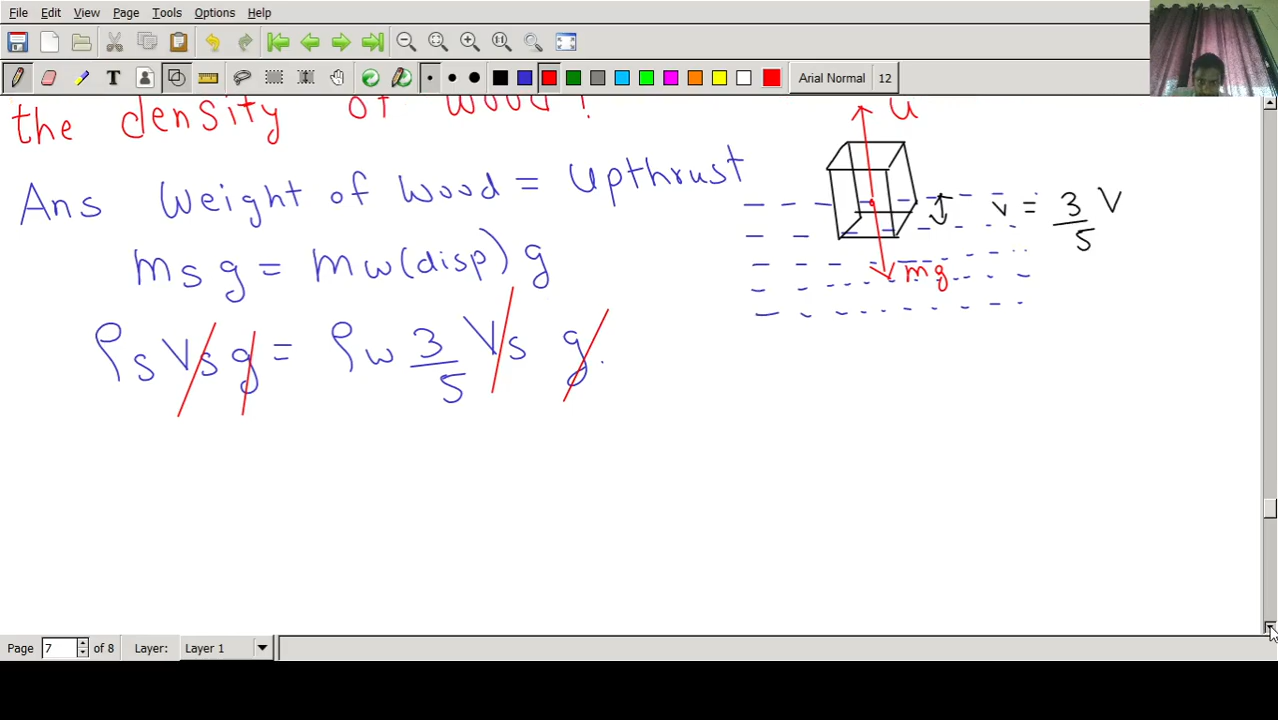 File Edit View Page Tools Options Help
T Arial Normal 12
the density of wood?
U
Ans Weight of wood = Upthrust
v = 3/5 V
ms g = mw(disp) g
mg
ρs Vs g = ρw 3/5 Vs g
Page 7 of 8 Layer: Layer 1